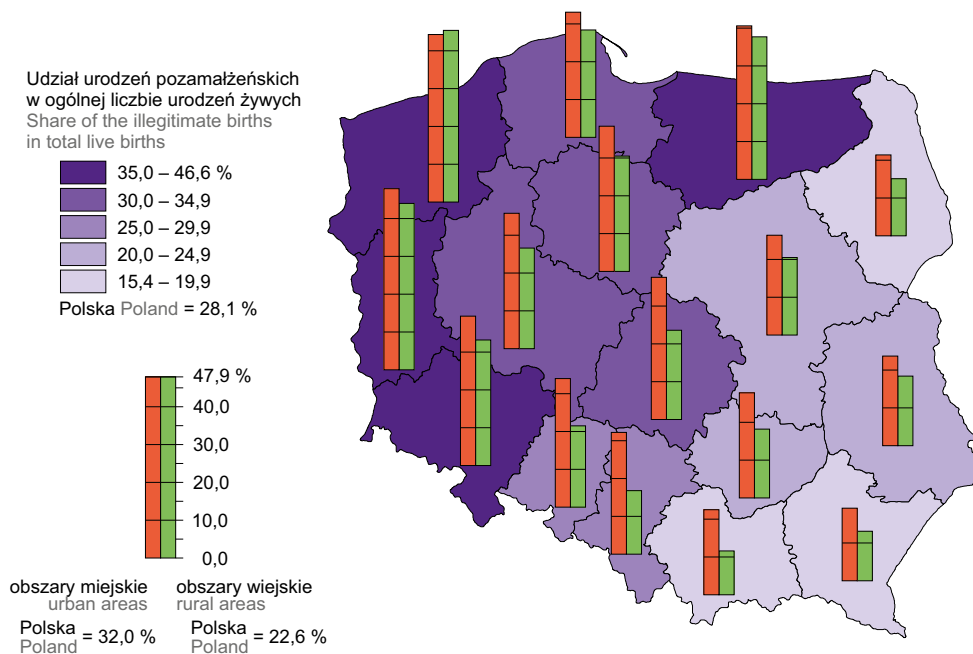 Udział urodzeń pozamałżeńskich
w ogólnej liczbie urodzeń żywych
Share of the illegitimate births
in total live births
35,0 – 46,6 %
30,0 – 34,9
25,0 – 29,9
20,0 – 24,9
15,4 – 19,9
Polska Poland = 28,1 %
47,9 %
40,0
30,0
20,0
10,0
0,0
obszary miejskie
urban areas
Polska
Poland = 32,0 %
obszary wiejskie
rural areas
Polska
Poland = 22,6 %